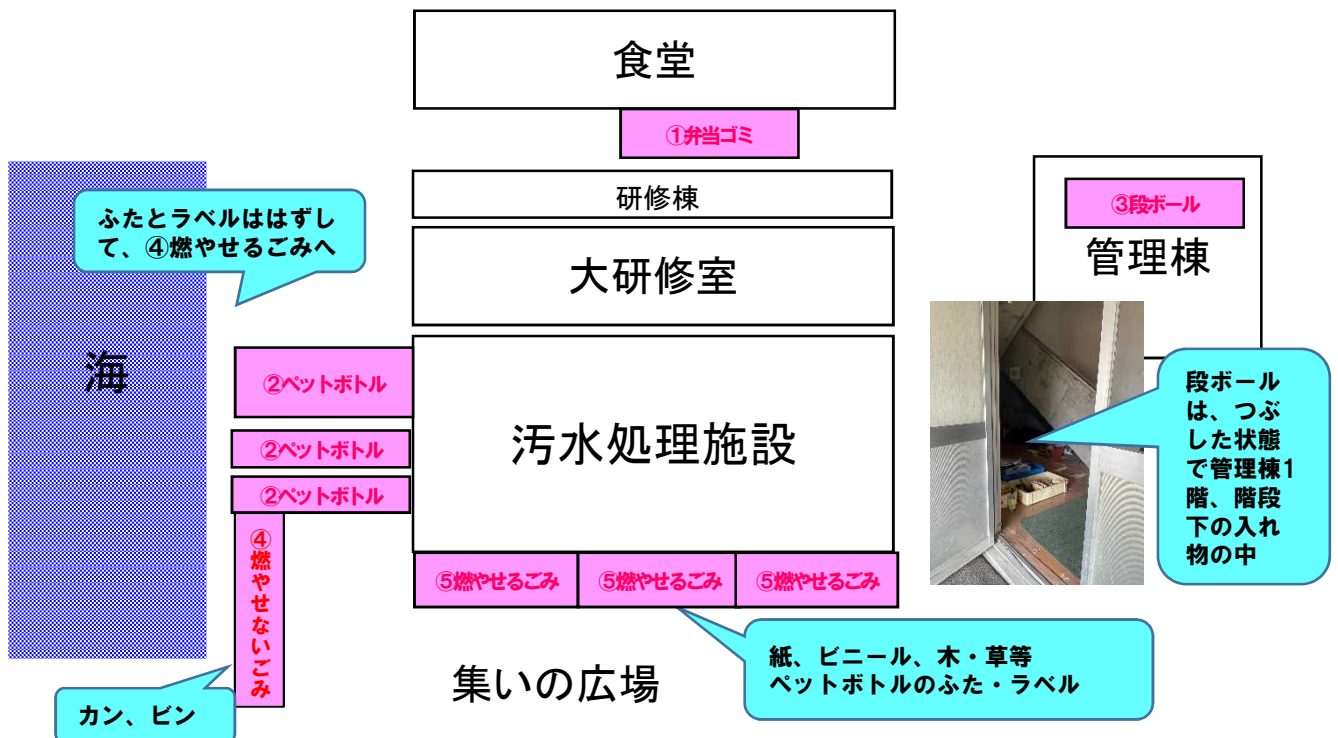 食堂
①弁当ゴミ
研修棟
③段ボール
管理棟
ふたとラベルははずし
て、④燃やせるごみへ
大研修室
海
②ペットボトル
②ペットボトル
②ペットボトル
汚水処理施設
段ボール
は、つぶ
した状態
で管理棟1
階、階段
下の入れ
物の中
④燃やせないごみ
⑤燃やせるごみ
⑤燃やせるごみ
⑤燃やせるごみ
紙、ビニール、木・草等
ペットボトルのふた・ラベル
集いの広場
カン、ビン